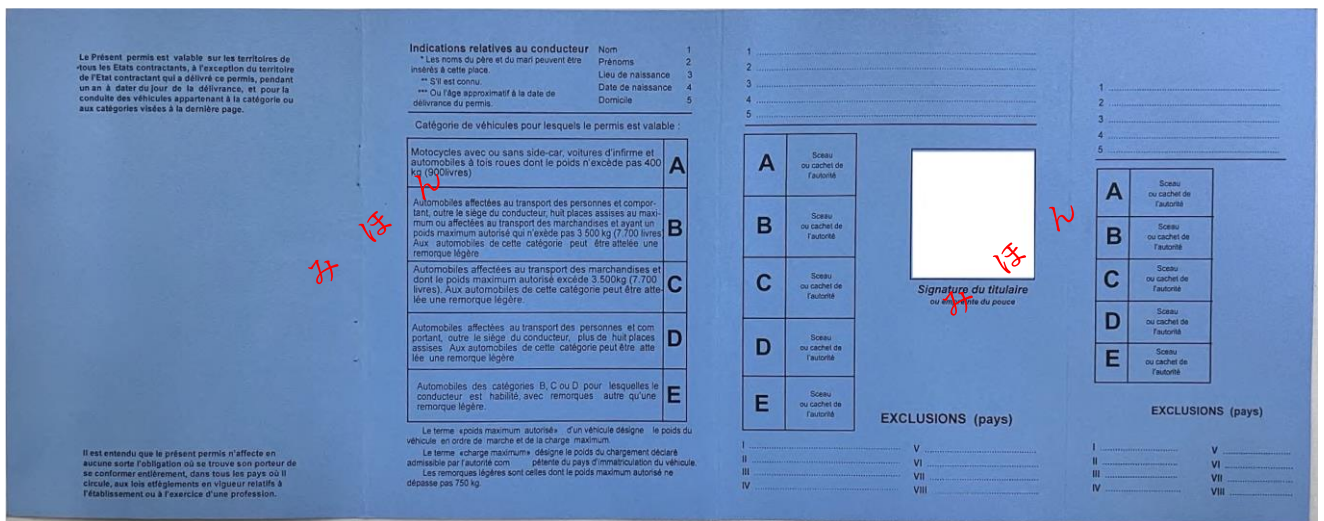 Le Présent permis est valable sur les territoires de
tous les Etats contractants, à l'exception du territoire
de l'Etat contractant qui a délivré ce permis, pendant
un an à dater du jour de la délivrance, et pour la
conduite des véhicules appartenant à la catégorie ou
aux catégories visées à la dernière page.
Il est entendu que le présent permis n'affecte en
aucune sorte l'obligation où se trouve son porteur de
se conformer entièrement, dans tous les pays où il
circule, aux lois etlèglements en vigueur relatifs à
l'établissement ou à l'exercice d'une profession.
みほん
Indications relatives au conducteur
* Les noms du père et du mari peuvent être
insérés à cette place.
** S'il est connu.
*** Ou l'âge approximatif à la date de
délivrance du permis.
Nom 1
Prénoms 2
Lieu de naissance 3
Date de naissance 4
Domicile 5
Catégorie de véhicules pour lesquels le permis est valable :
Motocycles avec ou sans side-car, voitures d'infirme et
automobiles à tois roues dont le poids n'excède pas 400
kg (900livres)
A
Automobiles affectées au transport des personnes et compor-
tant, outre le siège du conducteur, huit places assises au maxi-
mum ou affectées au transport des marchandises et ayant un
poids maximum autorisé qui n'exède pas 3 500 kg (7.700 livres
Aux automobiles de cette catégorie peut être attelée une
remorque légère
B
Automobiles affectées au transport des marchandises et
dont le poids maximum autorisé excède 3.500kg (7.700
livres). Aux automobiles de cette catégorie peut être atte-
lée une remorque légère.
C
Automobiles affectées au transport des personnes et com
portant, outre le siège du conducteur, plus de huit places
assises Aux automobiles de cette catégorie peut être atte
lée une remorque légère
D
Automobiles des catégories B, C ou D pour lesquelles le
conducteur est habilité, avec remorques autre qu'une
remorque légère.
E
Le terme «poids maximum autorisé» d'un véhicule désigne le poids du
véhicule en ordre de marche et de la charge maximum.
Le terme «charge maximum» désigne le poids du chargement déclaré
admissible par l'autorité com pétente du pays d'immatriculation du véhicule.
Les remorques légères sont celles dont le poids maximum autorisé ne
dépasse pas 750 kg.
1
2
3
4
5
A
Sceau
ou cachet de
l'autorité
B
Sceau
ou cachet de
l'autorité
C
Sceau
ou cachet de
l'autorité
D
Sceau
ou cachet de
l'autorité
E
Sceau
ou cachet de
l'autorité
みほん
Signature du titulaire
ou empreinte du pouce
EXCLUSIONS (pays)
I
II
III
IV
V
VI
VII
VIII
1
2
3
4
5
A
Sceau
ou cachet de
l'autorité
B
Sceau
ou cachet de
l'autorité
C
Sceau
ou cachet de
l'autorité
D
Sceau
ou cachet de
l'autorité
E
Sceau
ou cachet de
l'autorité
EXCLUSIONS (pays)
I
II
III
IV
V
VI
VII
VIII